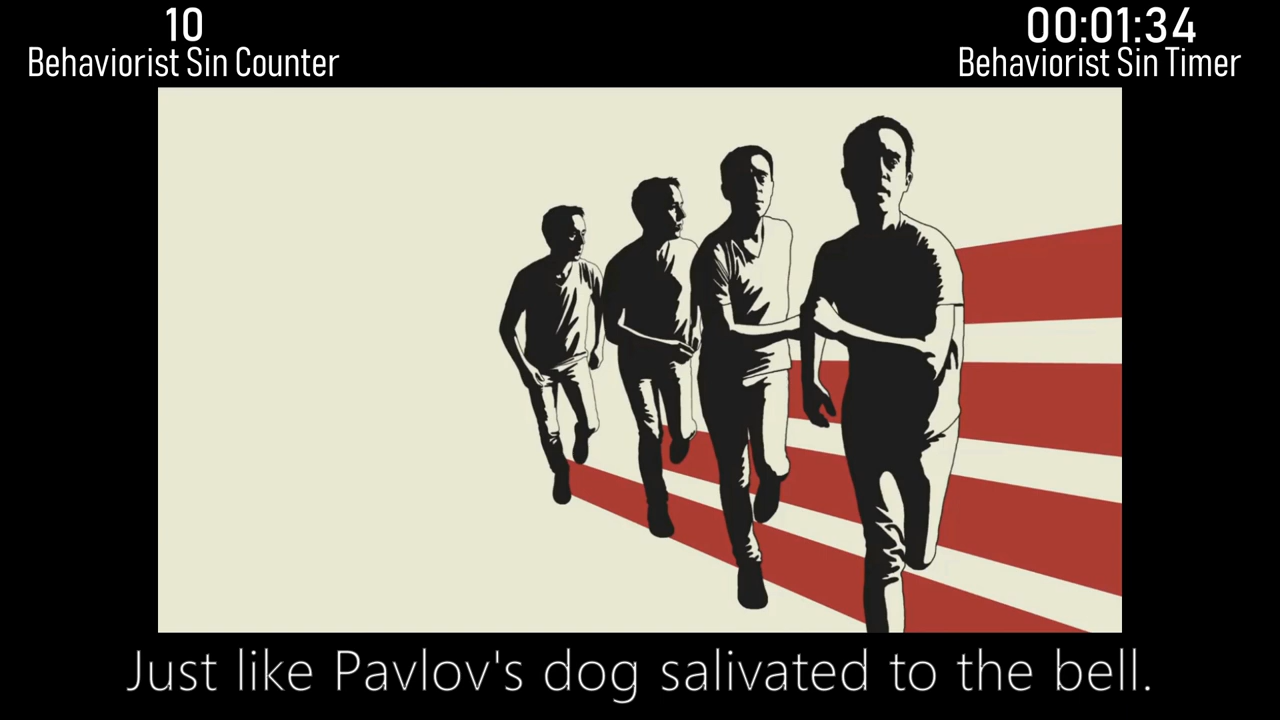 10
Behaviorist Sin Counter
00:01:34
Behaviorist Sin Timer
Just like Pavlov's dog salivated to the bell.